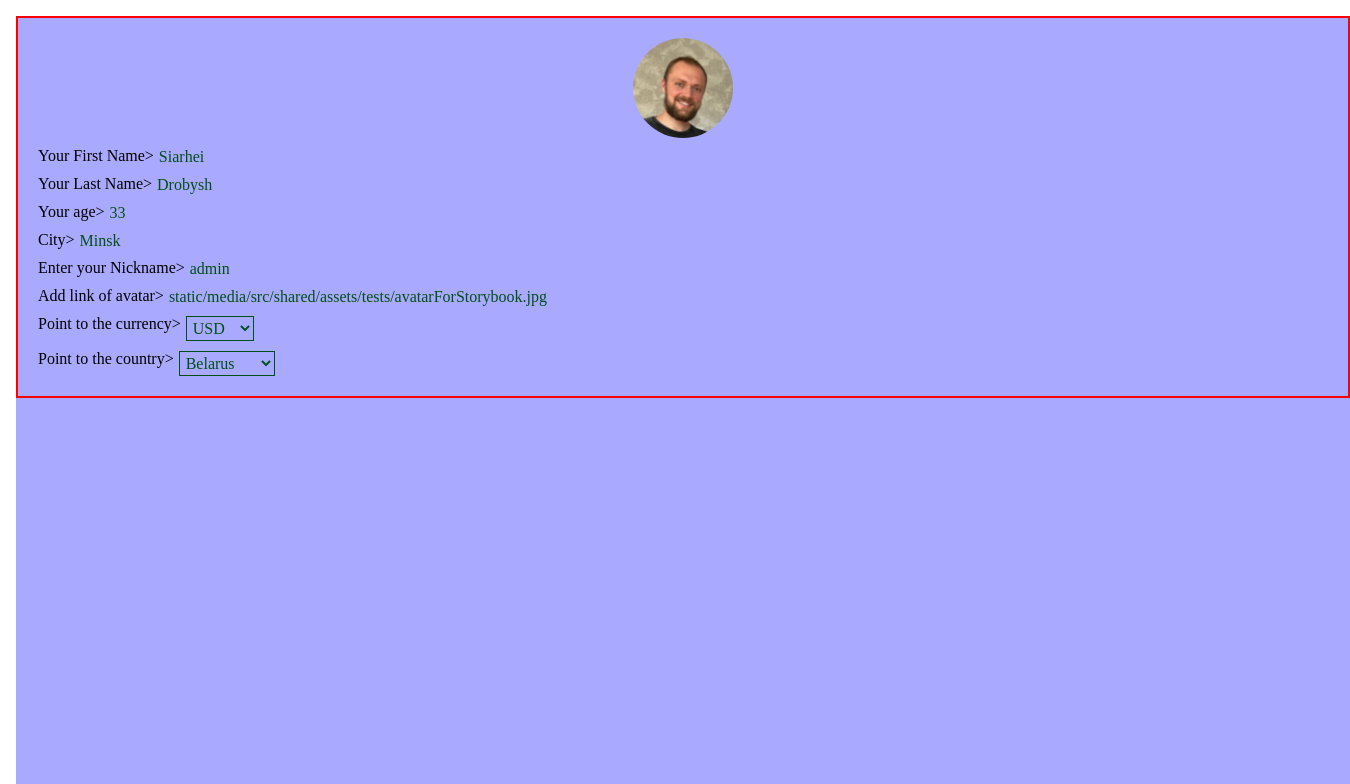 Your First Name> Siarhei
Your Last Name> Drobysh
Your age> 33
City> Minsk
Enter your Nickname> admin
Add link of avatar> static/media/src/shared/assets/tests/avatarForStorybook.jpg
Point to the currency> USD
Point to the country> Belarus